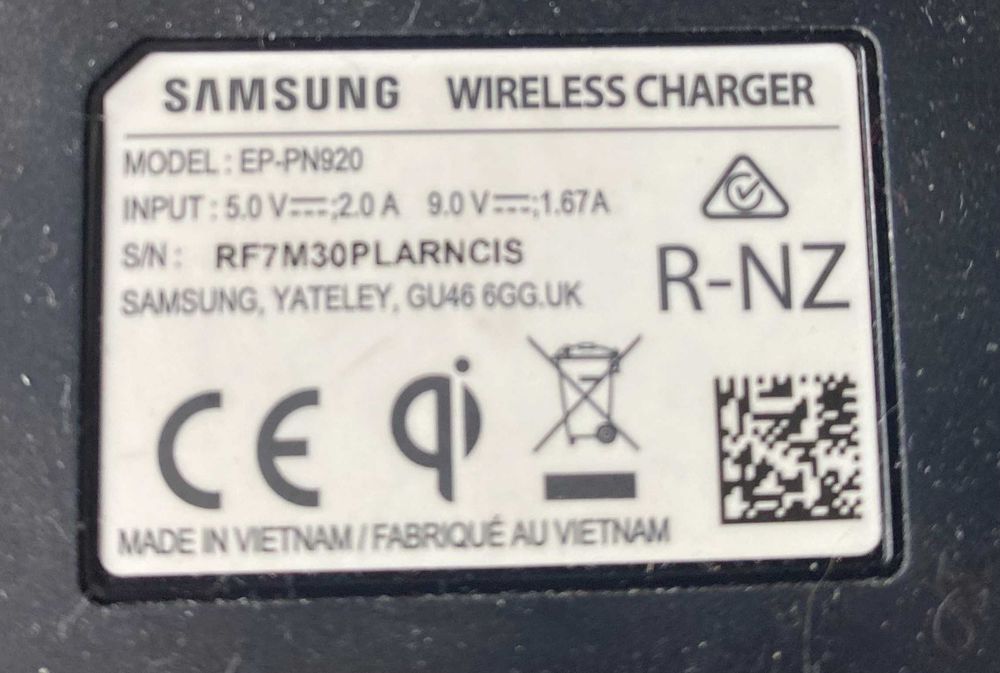 SAMSUNG WIRELESS CHARGER
MODEL : EP-PN920
INPUT : 5.0 V⎓;2.0 A 9.0 V⎓;1.67A
S/N : RF7M30PLARNCIS
SAMSUNG, YATELEY, GU46 6GG.UK
R-NZ
CE qi
MADE IN VIETNAM / FABRIQUÉ AU VIETNAM